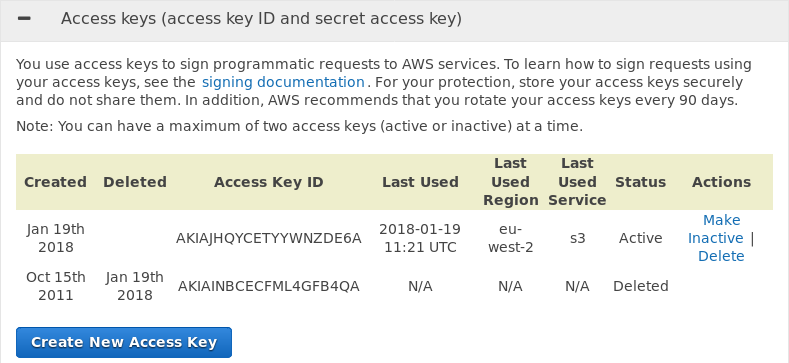 Access keys (access key ID and secret access key)
You use access keys to sign programmatic requests to AWS services. To learn how to sign requests using
your access keys, see the signing documentation. For your protection, store your access keys securely
and do not share them. In addition, AWS recommends that you rotate your access keys every 90 days.
Note: You can have a maximum of two access keys (active or inactive) at a time.
Created Deleted Access Key ID Last Used Last Used Region Last Used Service Status Actions
Jan 19th 2018 AKIAJHQYCETYYWNZDE6A 2018-01-19 11:21 UTC eu-west-2 s3 Active Make Inactive | Delete
Oct 15th 2011 Jan 19th 2018 AKIAINBCECFML4GFB4QA N/A N/A N/A Deleted
Create New Access Key